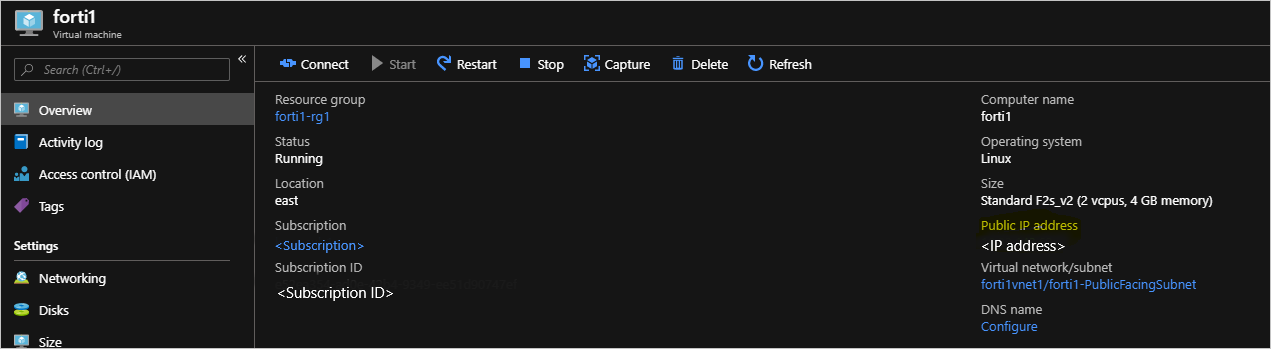 forti1
Virtual machine
Search (Ctrl+/)
«
Connect
Start
Restart
Stop
Capture
Delete
Refresh
Overview
Activity log
Access control (IAM)
Tags
Settings
Networking
Disks
Size
Resource group
forti1-rg1
Status
Running
Location
east
Subscription
<Subscription>
Subscription ID
<Subscription ID>
Computer name
forti1
Operating system
Linux
Size
Standard F2s_v2 (2 vcpus, 4 GB memory)
Public IP address
<IP address>
Virtual network/subnet
forti1vnet1/forti1-PublicFacingSubnet
DNS name
Configure